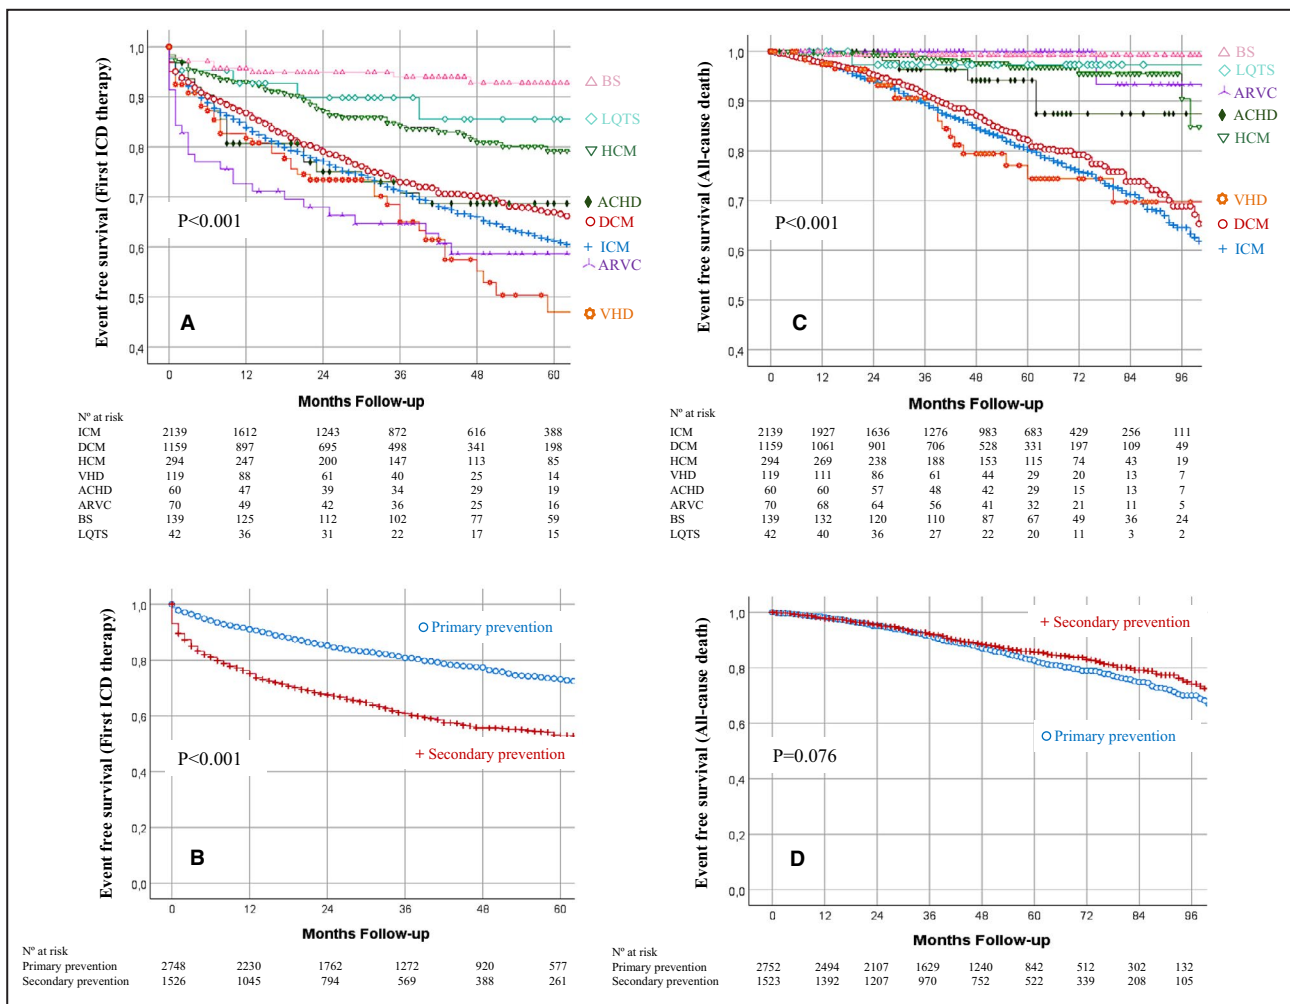 Event free survival (First ICD therapy)
1,0
0,9
0,8
0,7
0,6
0,5
0,4
BS
LQTS
HCM
ACHD
DCM
ICM
ARVC
VHD
P<0.001
A
0 12 24 36 48 60
Months Follow-up
Nº at risk
ICM 2139 1612 1243 872 616 388
DCM 1159 897 695 498 341 198
HCM 294 247 200 147 113 85
VHD 119 88 61 40 25 14
ACHD 60 47 39 34 29 19
ARVC 70 49 42 36 25 16
BS 139 125 112 102 77 59
LQTS 42 36 31 22 17 15
Event free survival (All-cause death)
1,0
0,9
0,8
0,7
0,6
0,5
0,4
BS
LQTS
ARVC
ACHD
HCM
VHD
DCM
ICM
P<0.001
C
0 12 24 36 48 60 72 84 96
Months Follow-up
Nº at risk
ICM 2139 1927 1636 1276 983 683 429 256 111
DCM 1159 1061 901 706 528 331 197 109 49
HCM 294 269 238 188 153 115 74 43 19
VHD 119 111 86 61 44 29 20 13 7
ACHD 60 60 57 48 42 29 15 13 7
ARVC 70 68 64 56 41 32 21 11 5
BS 139 132 120 110 87 67 49 36 24
LQTS 42 40 36 27 22 20 11 3 2
Event free survival (First ICD therapy)
1,0
0,8
0,6
0,4
0,2
0,0
Primary prevention
Secondary prevention
P<0.001
B
0 12 24 36 48 60
Months Follow-up
Nº at risk
Primary prevention 2748 2230 1762 1272 920 577
Secondary prevention 1526 1045 794 569 388 261
Event free survival (All-cause death)
1,0
0,8
0,6
0,4
0,2
0,0
Secondary prevention
Primary prevention
P=0.076
D
0 12 24 36 48 60 72 84 96
Months Follow-up
Nº at risk
Primary prevention 2752 2494 2107 1629 1240 842 512 302 132
Secondary prevention 1523 1392 1207 970 752 522 339 208 105